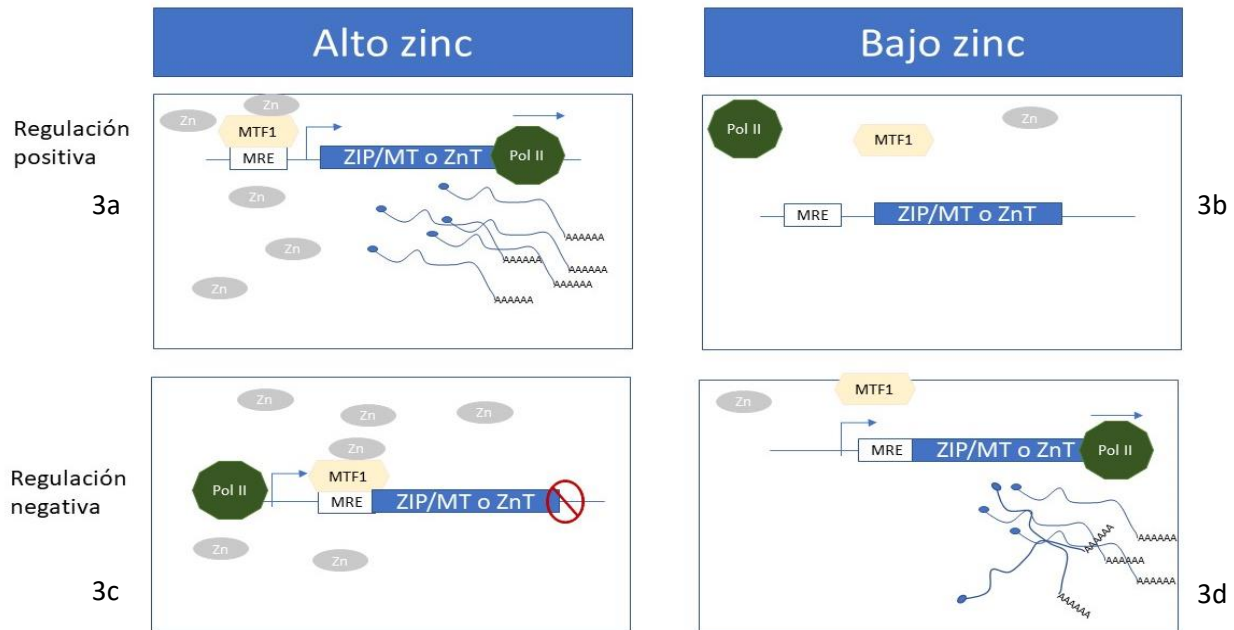 Alto zinc
Bajo zinc
Regulación
positiva
3a
Zn
Zn
MTF1
MRE
ZIP/MT o ZnT
Pol II
Zn
Zn
Zn
AAAAAA
AAAAAA
AAAAAA
AAAAAA
AAAAAA
Pol II
MTF1
Zn
MRE
ZIP/MT o ZnT
3b
Regulación
negativa
3c
Zn
Zn
Zn
Zn
MTF1
Pol II
MRE
ZIP/MT o ZnT
Zn
Zn
MTF1
Zn
MRE
ZIP/MT o ZnT
Pol II
AAAAAA
AAAAAA
AAAAAA
AAAAAA
AAAAAA
3d